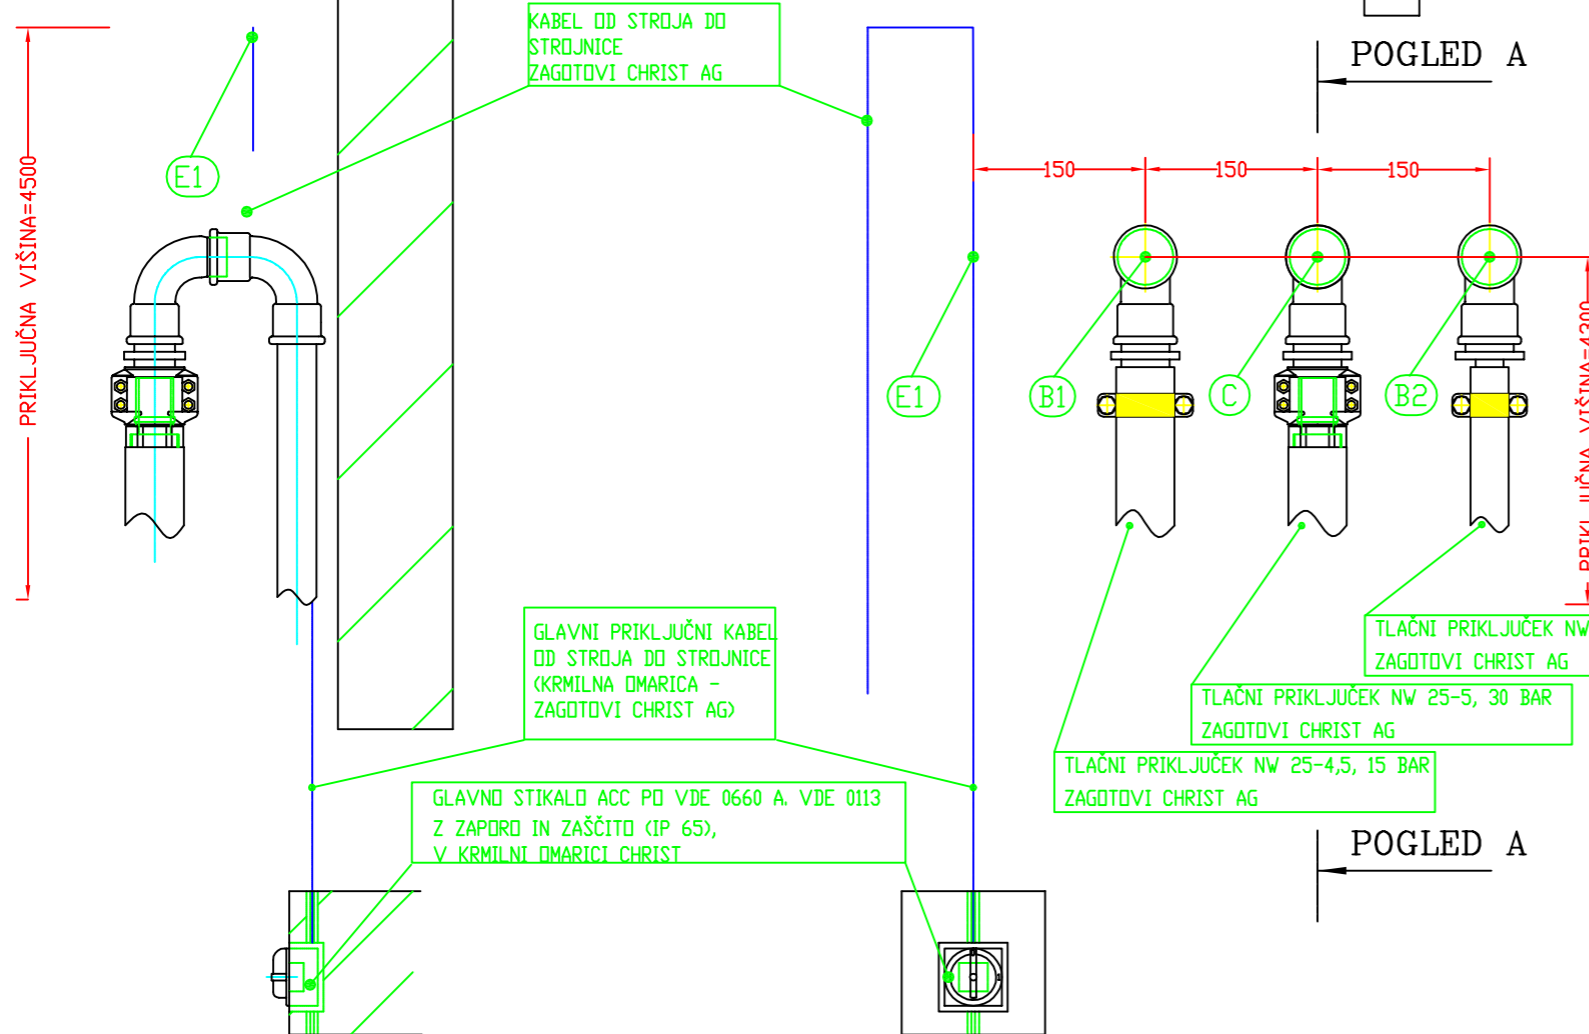 KABEL OD STROJA DO
STROJNICE
ZAGOTOVI CHRIST AG
POGLED A
E1
PRIKLJUČNA VIŠINA=4500
150
150
150
E1
B1
C
B2
PRIKLJUČNA VIŠINA=4300
GLAVNI PRIKLJUČNI KABEL
OD STROJA DO STROJNICE
(KRMILNA OMARICA -
ZAGOTOVI CHRIST AG)
TLAČNI PRIKLJUČEK NW
ZAGOTOVI CHRIST AG
TLAČNI PRIKLJUČEK NW 25-5, 30 BAR
ZAGOTOVI CHRIST AG
TLAČNI PRIKLJUČEK NW 25-4,5, 15 BAR
ZAGOTOVI CHRIST AG
GLAVNO STIKALO ACC PO VDE 0660 A. VDE 0113
Z ZAPORO IN ZAŠČITO (IP 65),
V KRMILNI OMARICI CHRIST
POGLED A